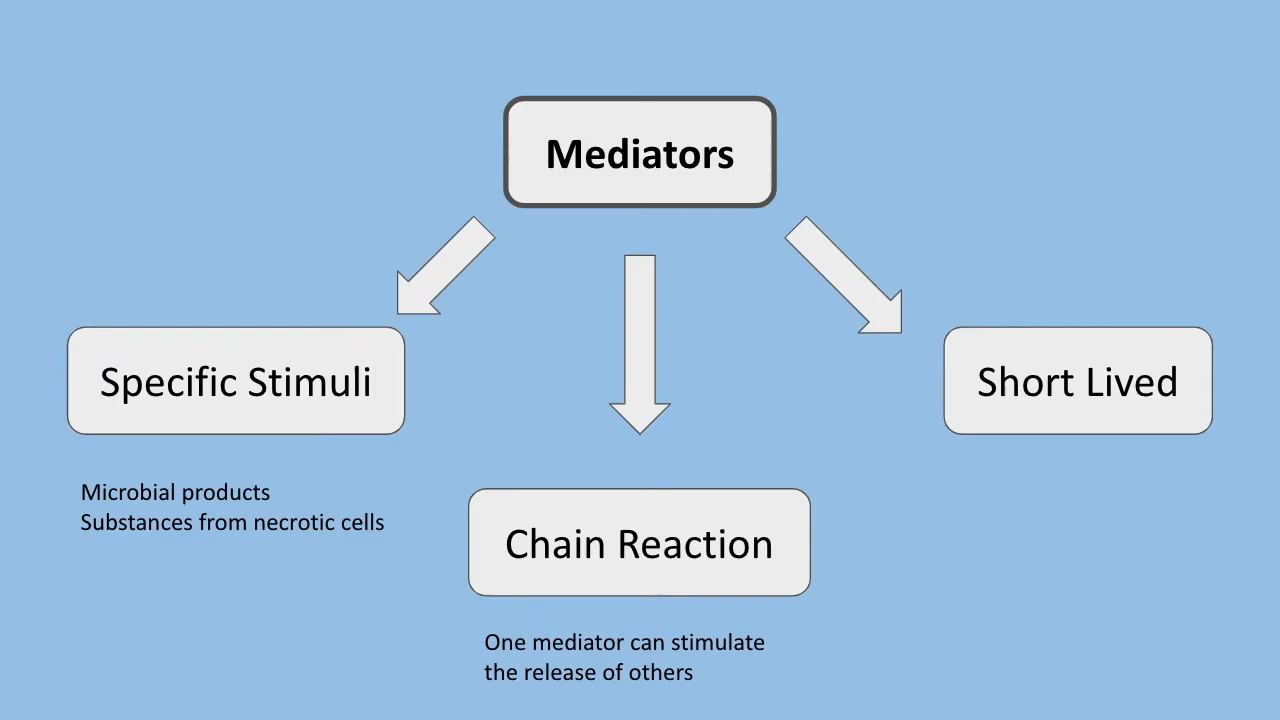 Mediators
Specific Stimuli
Short Lived
Microbial products
Substances from necrotic cells
Chain Reaction
One mediator can stimulate
the release of others